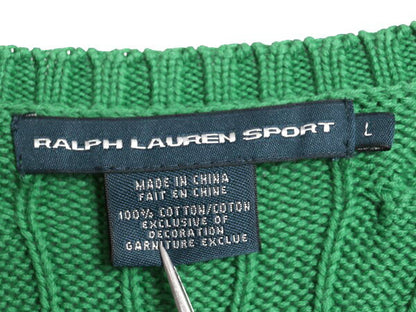 RALPH LAUREN SPORT
L
MADE IN CHINA
FAIT EN CHINE
100% COTTON/COTON
EXCLUSIVE OF
DECORATION
GARNITURE EXCLUE